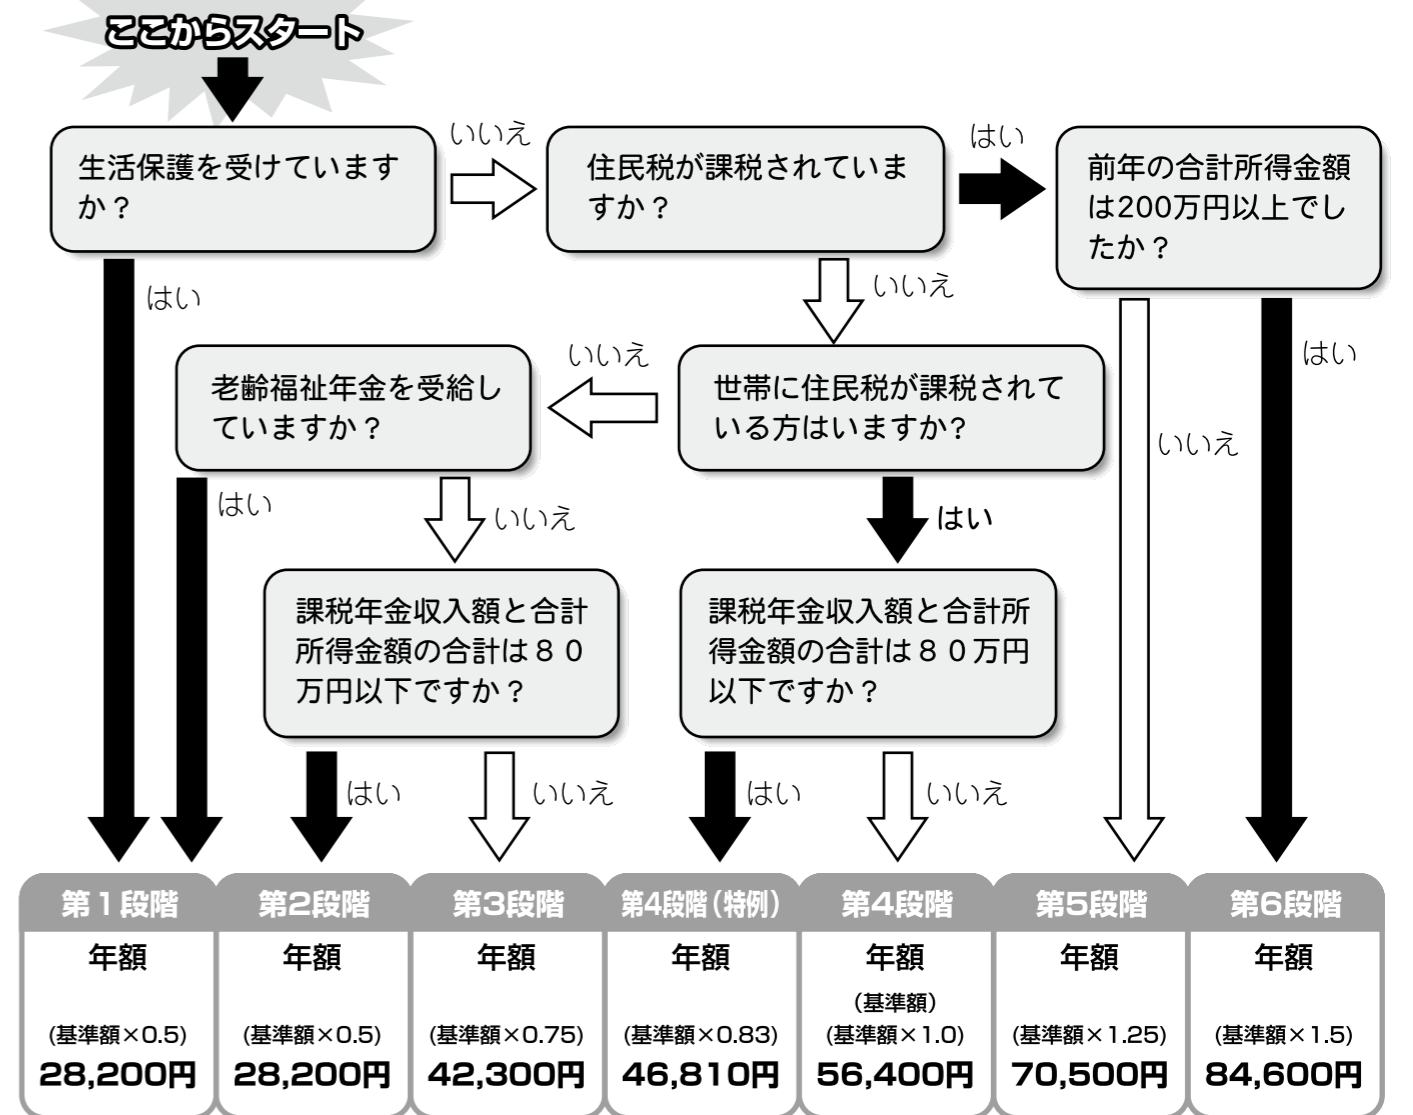 ここからスタート
生活保護を受けています
か？
いいえ
住民税が課税されていま
すか？
はい
前年の合計所得金額
は200万円以上でし
たか？
はい
いいえ
はい
いいえ
老齢福祉年金を受給し
ていますか？
いいえ
世帯に住民税が課税されて
いる方はいますか?
はい
いいえ
はい
課税年金収入額と合計
所得金額の合計は８０
万円以下ですか？
課税年金収入額と合計所
得金額の合計は８０万円
以下ですか？
はい
いいえ
はい
いいえ
第１段階
年額
(基準額×0.5)
28,200円
第2段階
年額
(基準額×0.5)
28,200円
第3段階
年額
(基準額×0.75)
42,300円
第4段階（特例）
年額
(基準額×0.83)
46,810円
第4段階
年額
（基準額）
(基準額×1.0)
56,400円
第5段階
年額
(基準額×1.25)
70,500円
第6段階
年額
(基準額×1.5)
84,600円